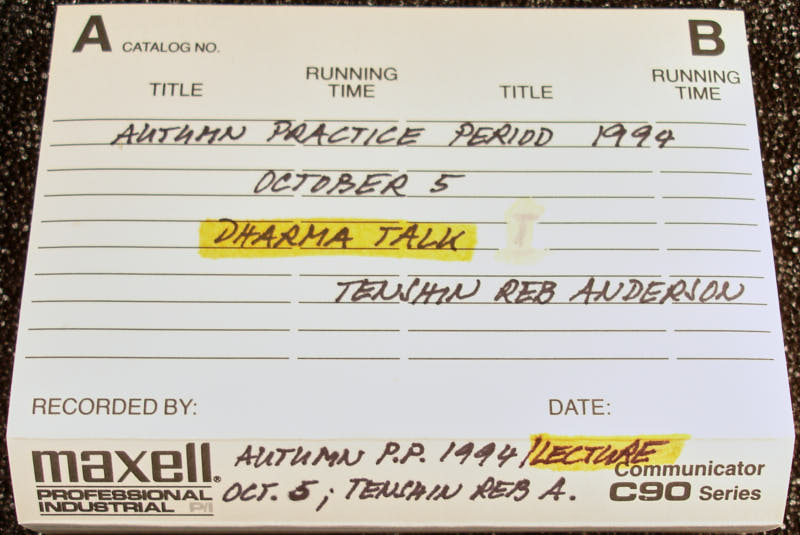 A CATALOG NO. B
TITLE RUNNING TIME TITLE RUNNING TIME
AUTUMN PRACTICE PERIOD 1994
OCTOBER 5
DHARMA TALK T
TENSHIN REB ANDERSON
RECORDED BY: DATE:
maxell® AUTUMN P.P. 1994/LECTURE
PROFESSIONAL INDUSTRIAL P/I OCT. 5; TENSHIN REB A.
Communicator
C90 Series